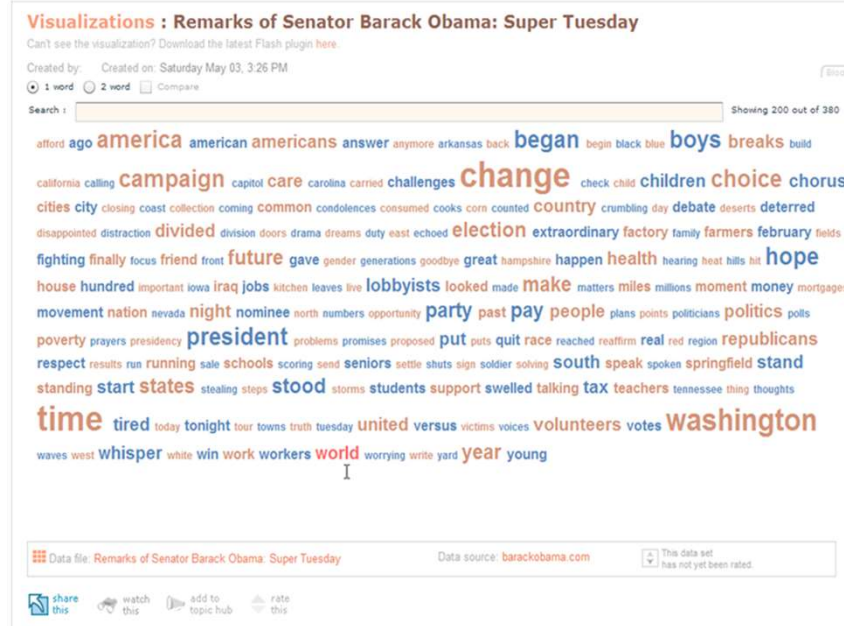 Visualizations : Remarks of Senator Barack Obama: Super Tuesday
Can't see the visualization? Download the latest Flash plugin here.
Created by: Created on: Saturday May 03, 3:26 PM
1 word 2 word Compare
Search : Showing 200 out of 380
afford ago america american americans answer anymore arkansas back began begin black blue boys breaks build
california calling campaign capitol care carolina carried challenges change check child children choice chorus
cities city closing coast collection coming common condolences consumed cooks corn counted country crumbling day debate deserts deterred
disappointed distraction divided division doors drama dreams duty east echoed election extraordinary factory family farmers february fields
fighting finally focus friend front future gave gender generations goodbye great hampshire happen health hearing heat hills hit hope
house hundred important iowa iraq jobs kitchen leaves live lobbyists looked made make matters miles millions moment money mortgage
movement nation nevada night nominee north numbers opportunity party past pay people plans points politicians politics polls
poverty prayers presidency president problems promises proposed put puts quit race reached reaffirm real red region republicans
respect results run running sale schools scoring send seniors settle shuts sign soldier solving south speak spoken springfield stand
standing start states stealing steps stood storms students support swelled talking tax teachers tennessee thing thoughts
time tired today tonight tour towns truth tuesday united versus victims voices volunteers votes washington
waves west whisper white win work workers world worrying write yard year young
Data file: Remarks of Senator Barack Obama: Super Tuesday Data source: barackobama.com This data set
has not yet been rated.
share this watch this add to topic hub rate this